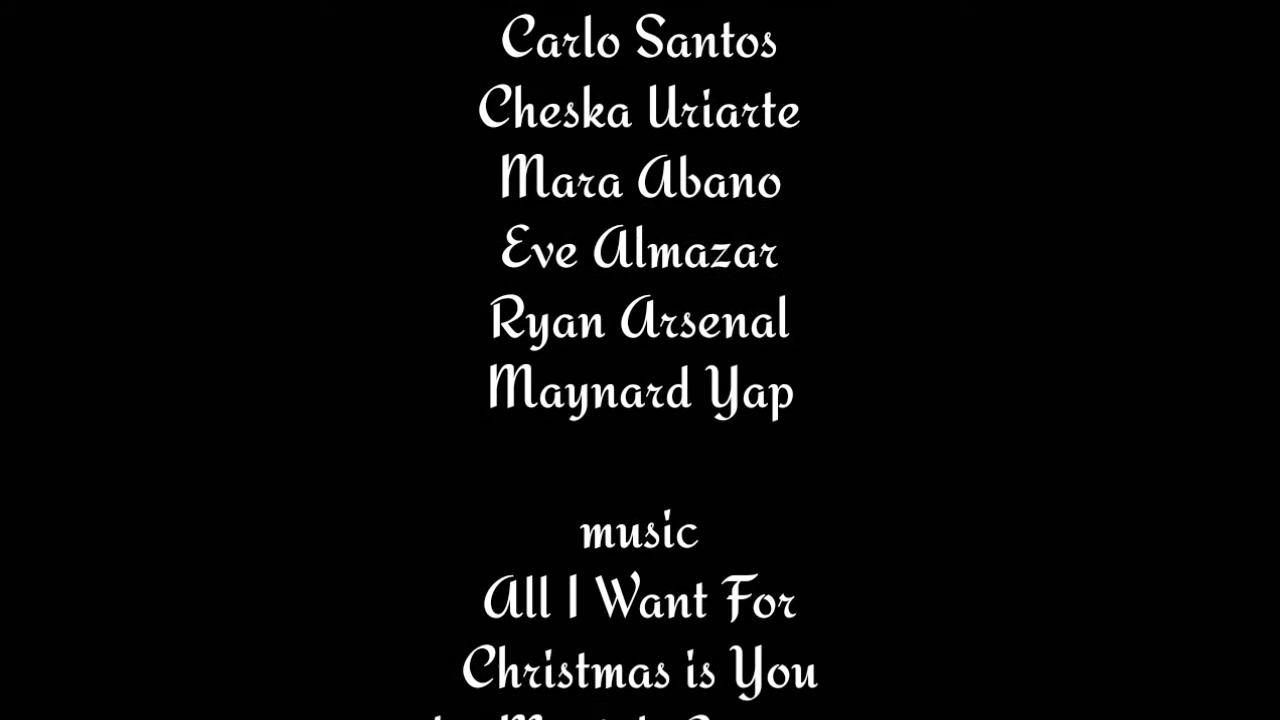 Carlo Santos
Cheska Uriarte
Mara Abano
Eve Almazar
Ryan Arsenal
Maynard Yap
music
All I Want For
Christmas is You